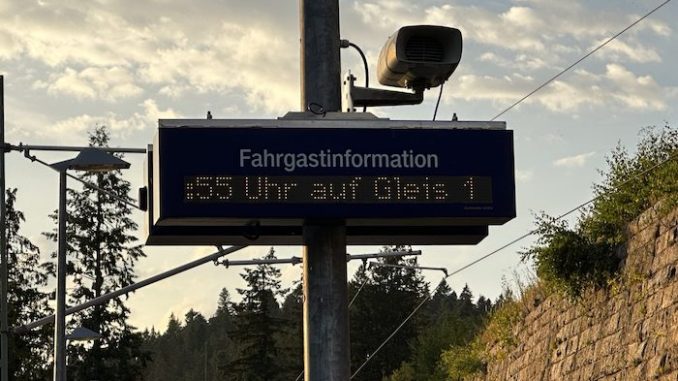 Fahrgastinformation
:55 Uhr auf Gleis 1